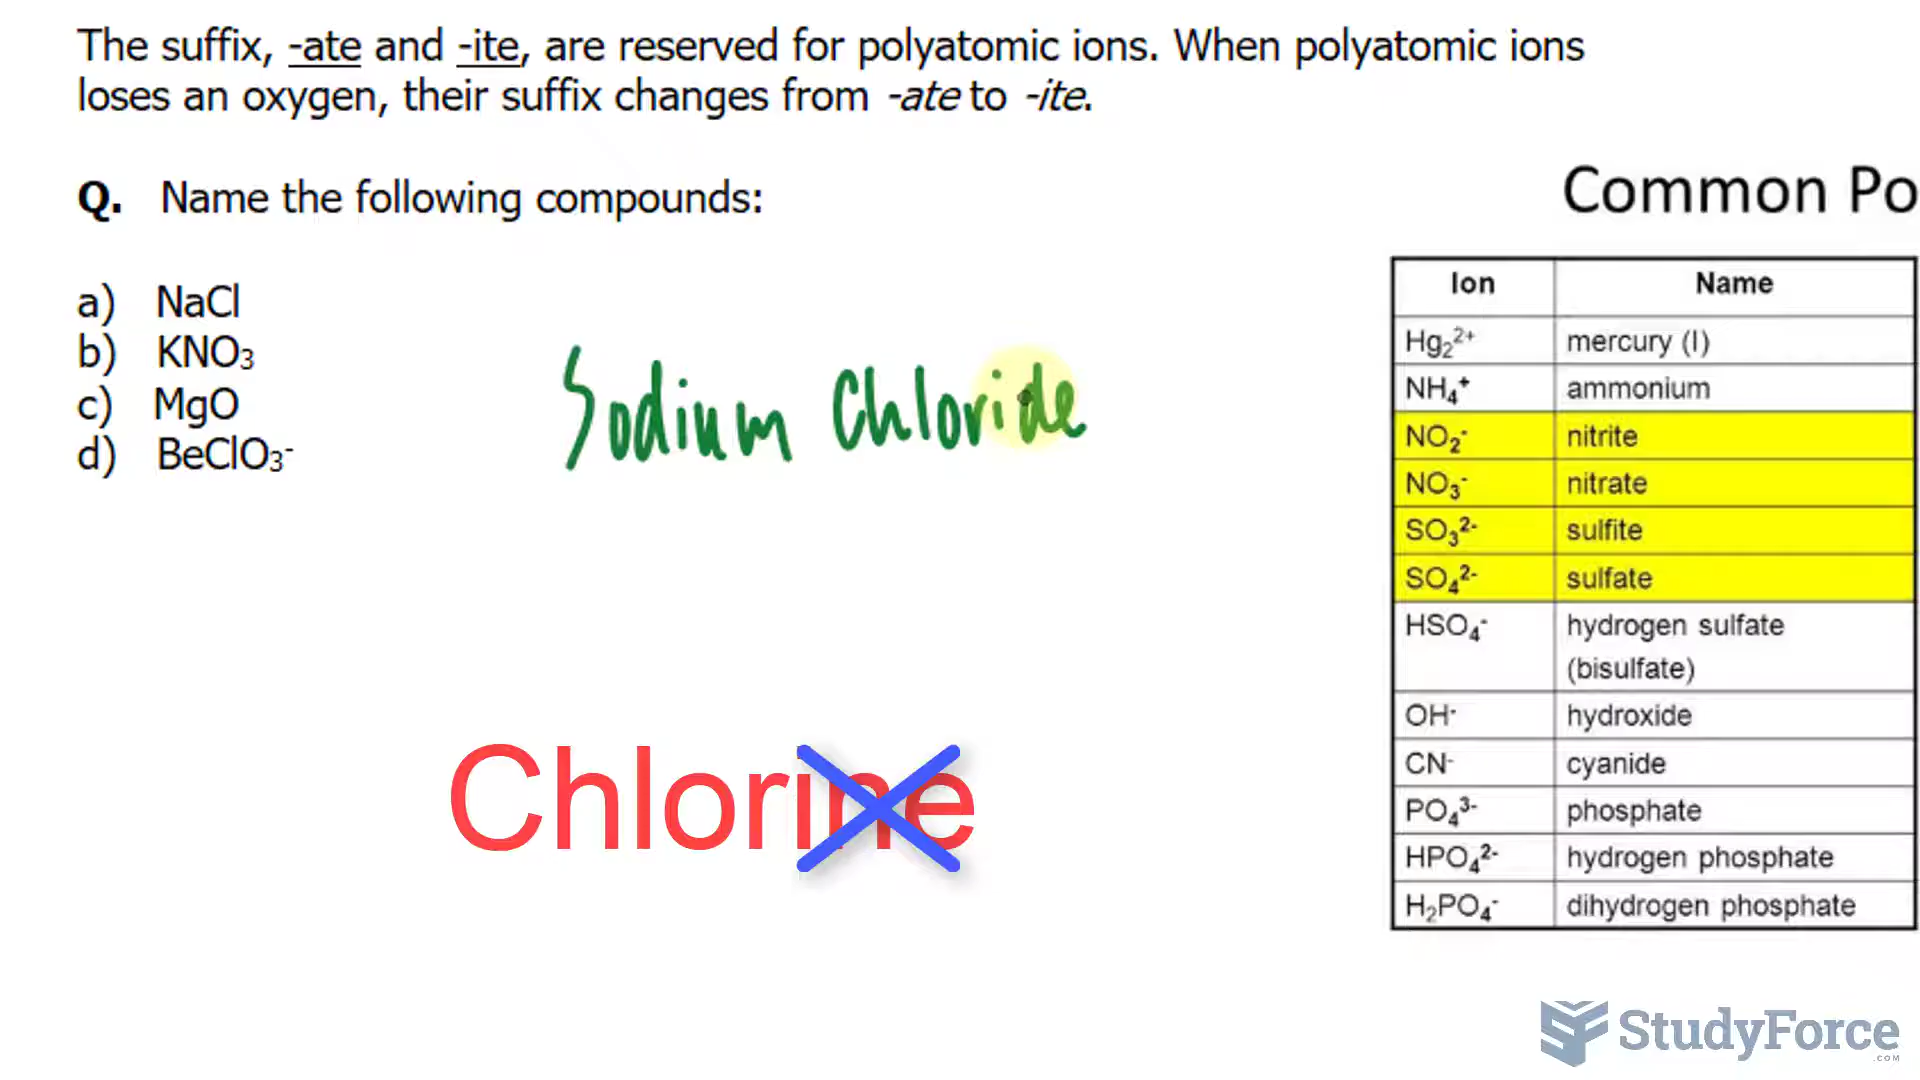 The suffix, -ate and -ite, are reserved for polyatomic ions. When polyatomic ions
loses an oxygen, their suffix changes from -ate to -ite.
Q. Name the following compounds:
a) NaCl
b) KNO₃
c) MgO
d) BeClO₃⁻
Sodium Chloride
Chlorine
Common Po
Ion Name
Hg₂²⁺ mercury (I)
NH₄⁺ ammonium
NO₂⁻ nitrite
NO₃⁻ nitrate
SO₃²⁻ sulfite
SO₄²⁻ sulfate
HSO₄⁻ hydrogen sulfate
(bisulfate)
OH⁻ hydroxide
CN⁻ cyanide
PO₄³⁻ phosphate
HPO₄²⁻ hydrogen phosphate
H₂PO₄⁻ dihydrogen phosphate
StudyForce
.COM